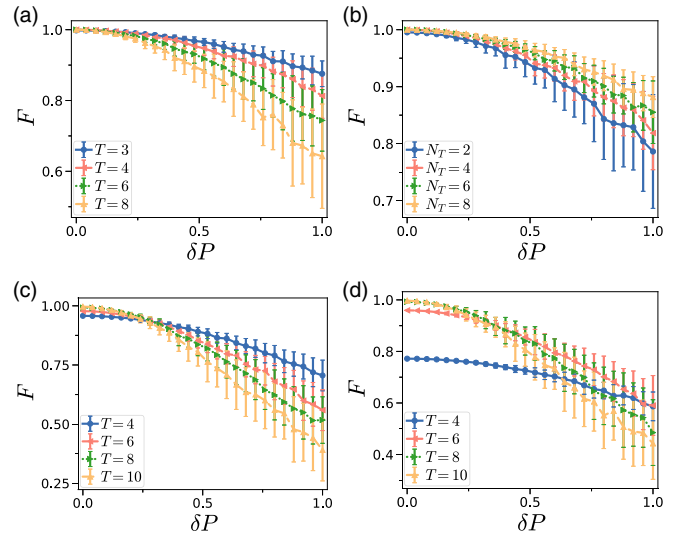 (a)
1.0
0.8
0.6
F
T = 3
T = 4
T = 6
T = 8
0.0
0.5
1.0
δP
(b)
1.0
0.9
0.8
0.7
F
N_T = 2
N_T = 4
N_T = 6
N_T = 8
0.0
0.5
1.0
δP
(c)
1.00
0.75
0.50
0.25
F
T = 4
T = 6
T = 8
T = 10
0.0
0.5
1.0
δP
(d)
1.0
0.8
0.6
0.4
F
T = 4
T = 6
T = 8
T = 10
0.0
0.5
1.0
δP